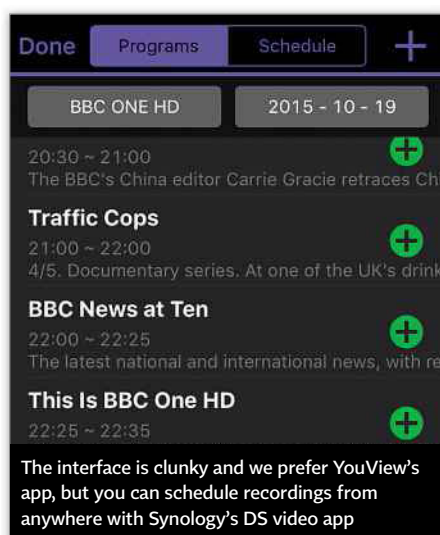 Done Programs Schedule +
BBC ONE HD 2015 - 10 - 19
20:30 ~ 21:00
The BBC's China editor Carrie Gracie retraces Ch
Traffic Cops
21:00 ~ 22:00
4/5. Documentary series. At one of the UK's drink
BBC News at Ten
22:00 ~ 22:25
The latest national and international news, with re
This Is BBC One HD
22:25 ~ 22:35
The interface is clunky and we prefer YouView's
app, but you can schedule recordings from
anywhere with Synology's DS video app